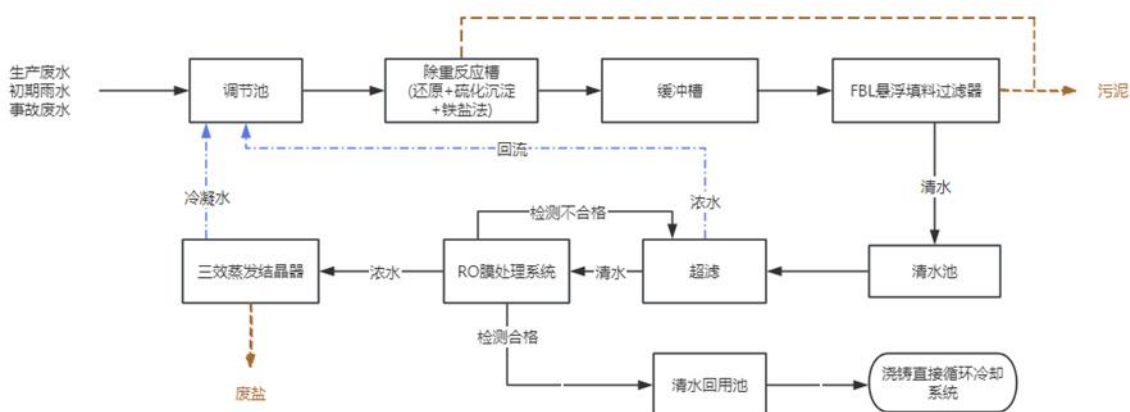 生产废水
初期雨水
事故废水
调节池
除重反应槽
(还原+硫化沉淀
+铁盐法)
缓冲槽
FBL悬浮填料过滤器
污泥
回流
清水
冷凝水
浓水
检测不合格
三效蒸发结晶器
浓水
RO膜处理系统
清水
超滤
清水池
检测合格
废盐
清水回用池
浇铸直接循环冷却
系统